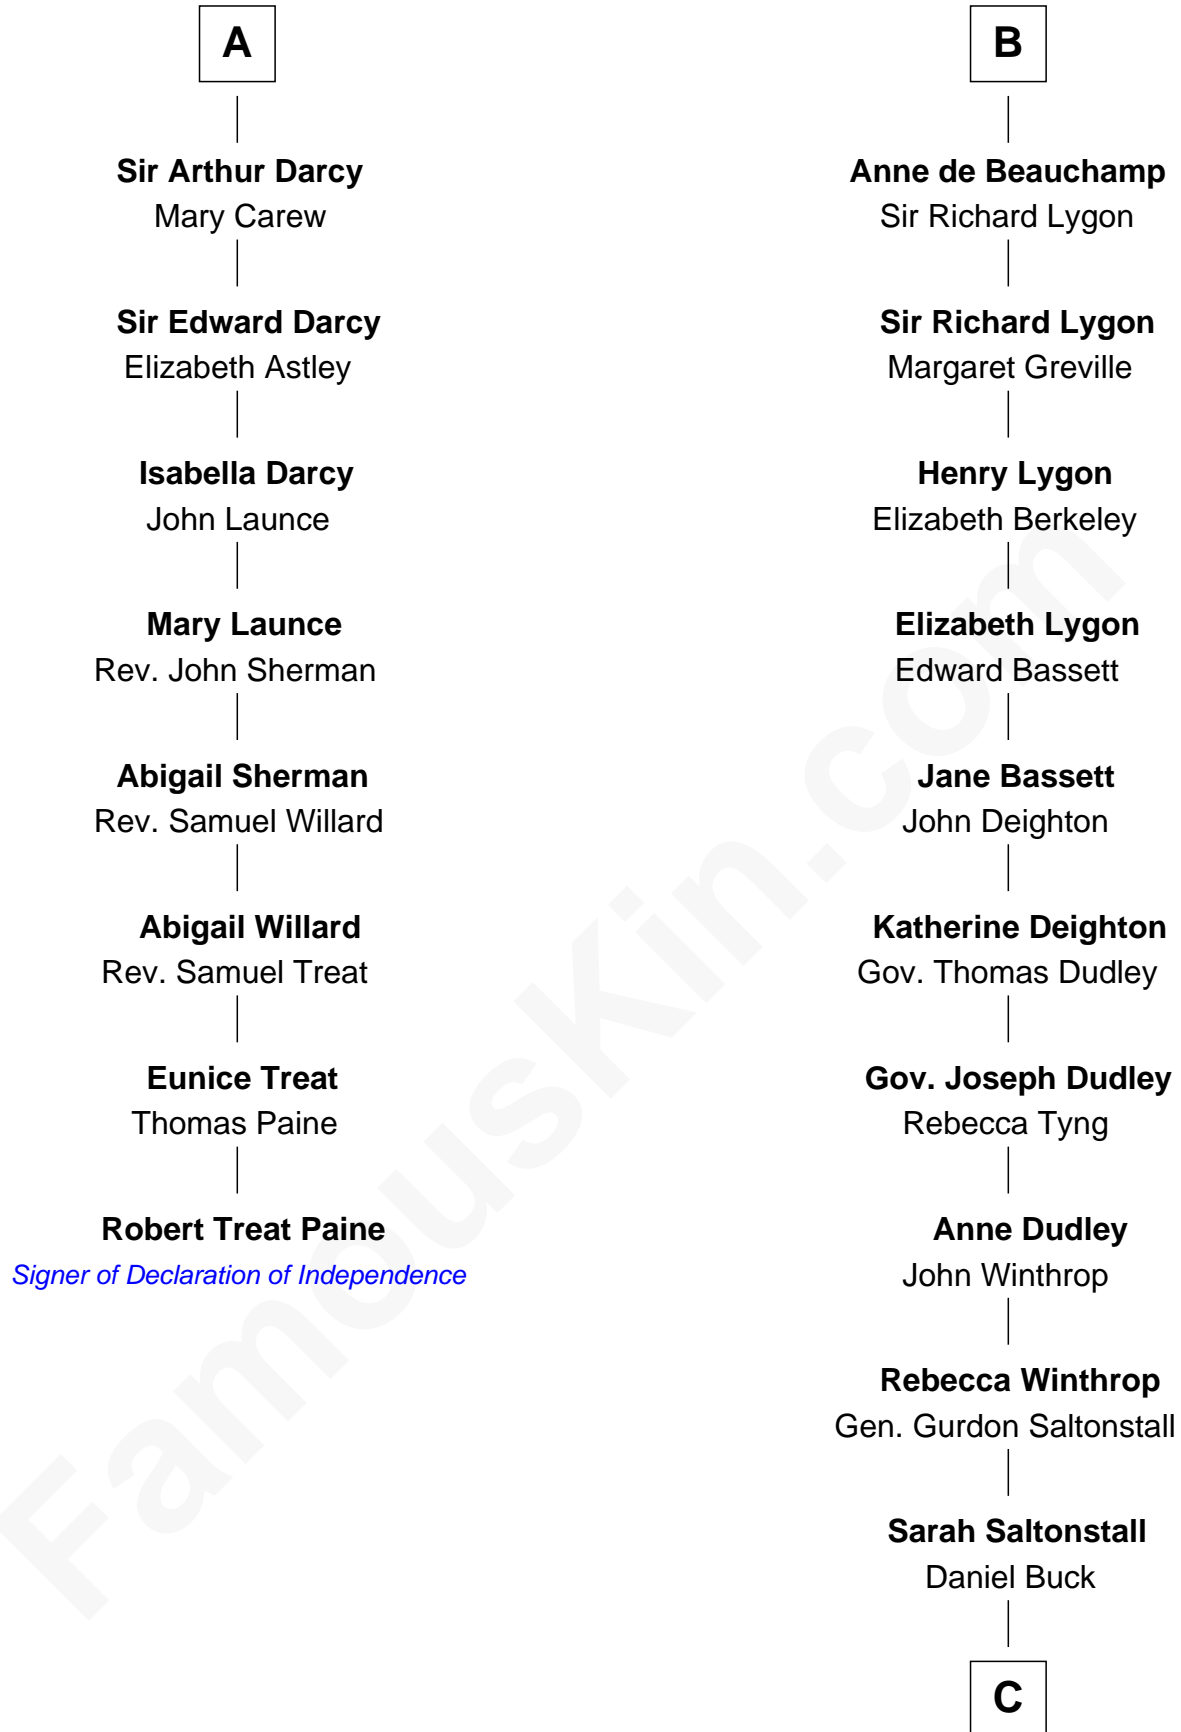 A
Sir Arthur Darcy
Mary Carew
Sir Edward Darcy
Elizabeth Astley
Isabella Darcy
John Launce
Mary Launce
Rev. John Sherman
Abigail Sherman
Rev. Samuel Willard
Abigail Willard
Rev. Samuel Treat
Eunice Treat
Thomas Paine
Robert Treat Paine
Signer of Declaration of Independence
B
Anne de Beauchamp
Sir Richard Lygon
Sir Richard Lygon
Margaret Greville
Henry Lygon
Elizabeth Berkeley
Elizabeth Lygon
Edward Bassett
Jane Bassett
John Deighton
Katherine Deighton
Gov. Thomas Dudley
Gov. Joseph Dudley
Rebecca Tyng
Anne Dudley
John Winthrop
Rebecca Winthrop
Gen. Gurdon Saltonstall
Sarah Saltonstall
Daniel Buck
C
FamousKin.com